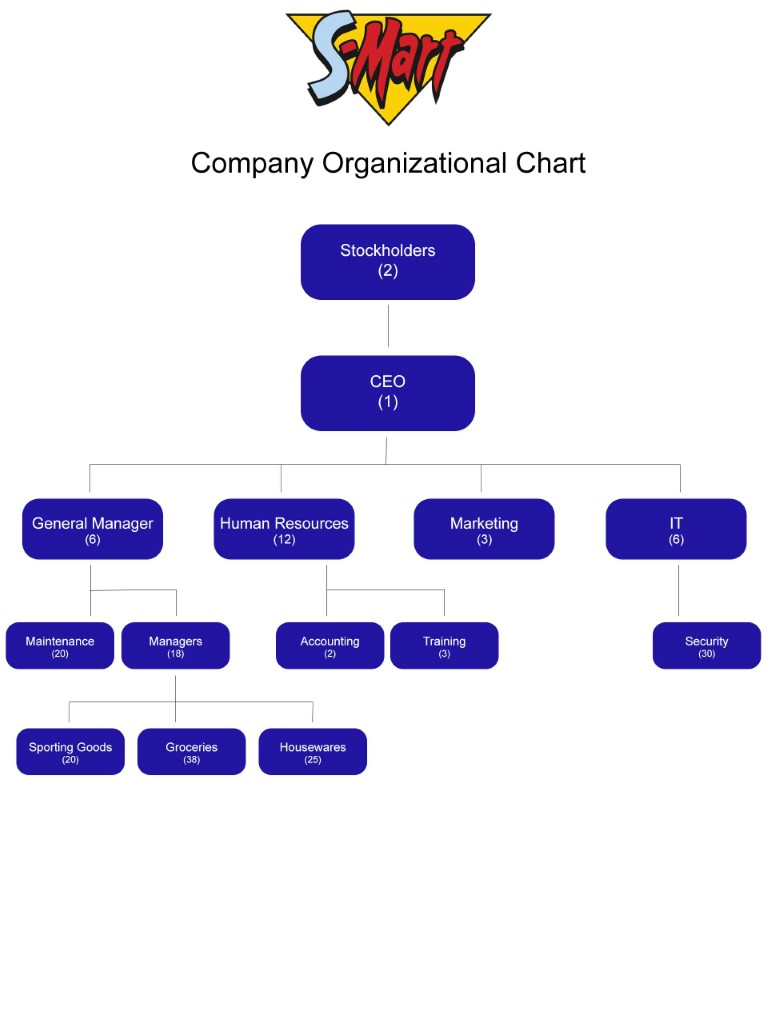 S-Mart
Company Organizational Chart
Stockholders
(2)
CEO
(1)
General Manager
(6)
Human Resources
(12)
Marketing
(3)
IT
(6)
Maintenance
(20)
Managers
(18)
Accounting
(2)
Training
(3)
Security
(30)
Sporting Goods
(20)
Groceries
(38)
Housewares
(25)